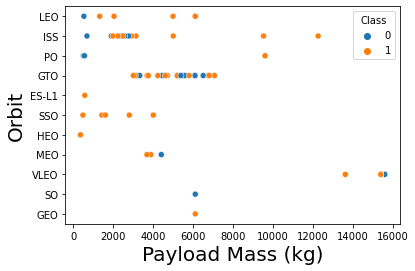 LEO
ISS
PO
GTO
ES-L1
SSO
HEO
MEO
VLEO
SO
GEO
Orbit
Class
0
1
0 2000 4000 6000 8000 10000 12000 14000 16000
Payload Mass (kg)